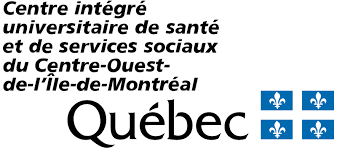 Centre intégré
universitaire de santé
et de services sociaux
du Centre-Ouest-
de-l'Île-de-Montréal
Québec